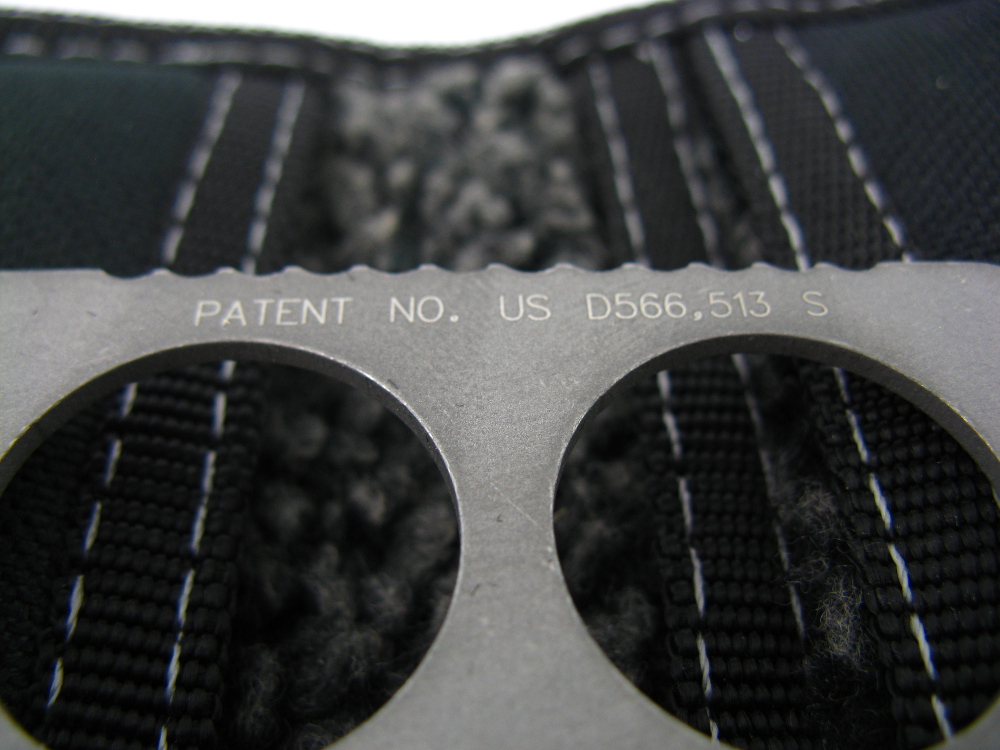 PATENT NO. US D566,513 S